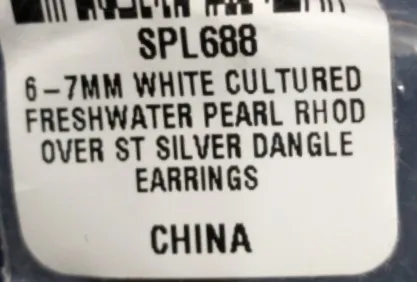 SPL688
6-7MM WHITE CULTURED
FRESHWATER PEARL RHOD
OVER ST SILVER DANGLE
EARRINGS
CHINA